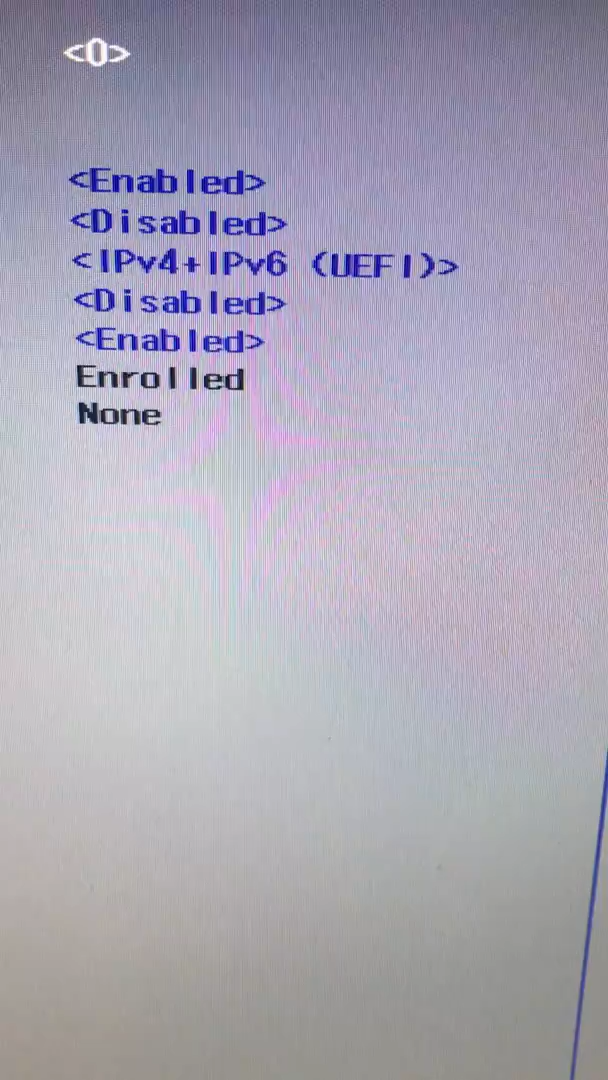 <0>
<Enabled>
<Disabled>
<IPv4+IPv6 (UEFI)>
<Disabled>
<Enabled>
Enrolled
None